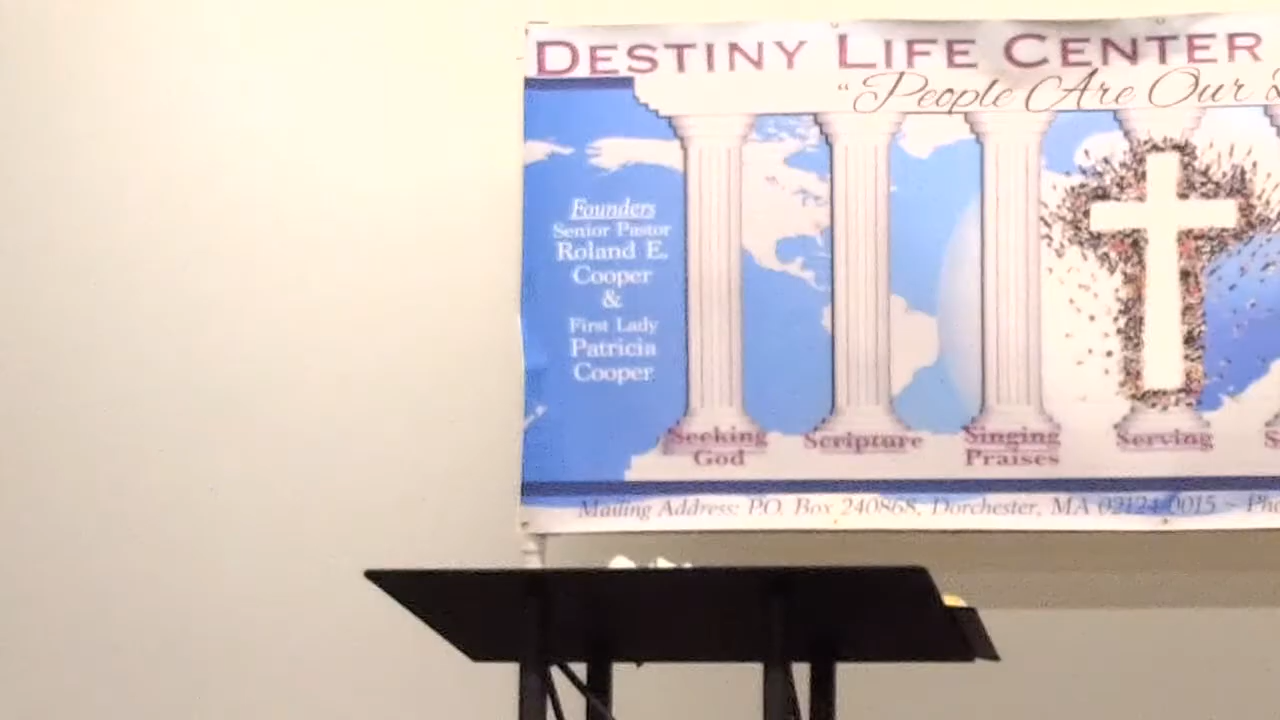 DESTINY LIFE CENTER
"People Are Our
Founders
Senior Pastor
Roland E.
Cooper
&
First Lady
Patricia
Cooper
Seeking God
Scripture
Singing Praises
Serving
Mailing Address: P.O. Box 240868, Dorchester, MA 02124-0015 ~